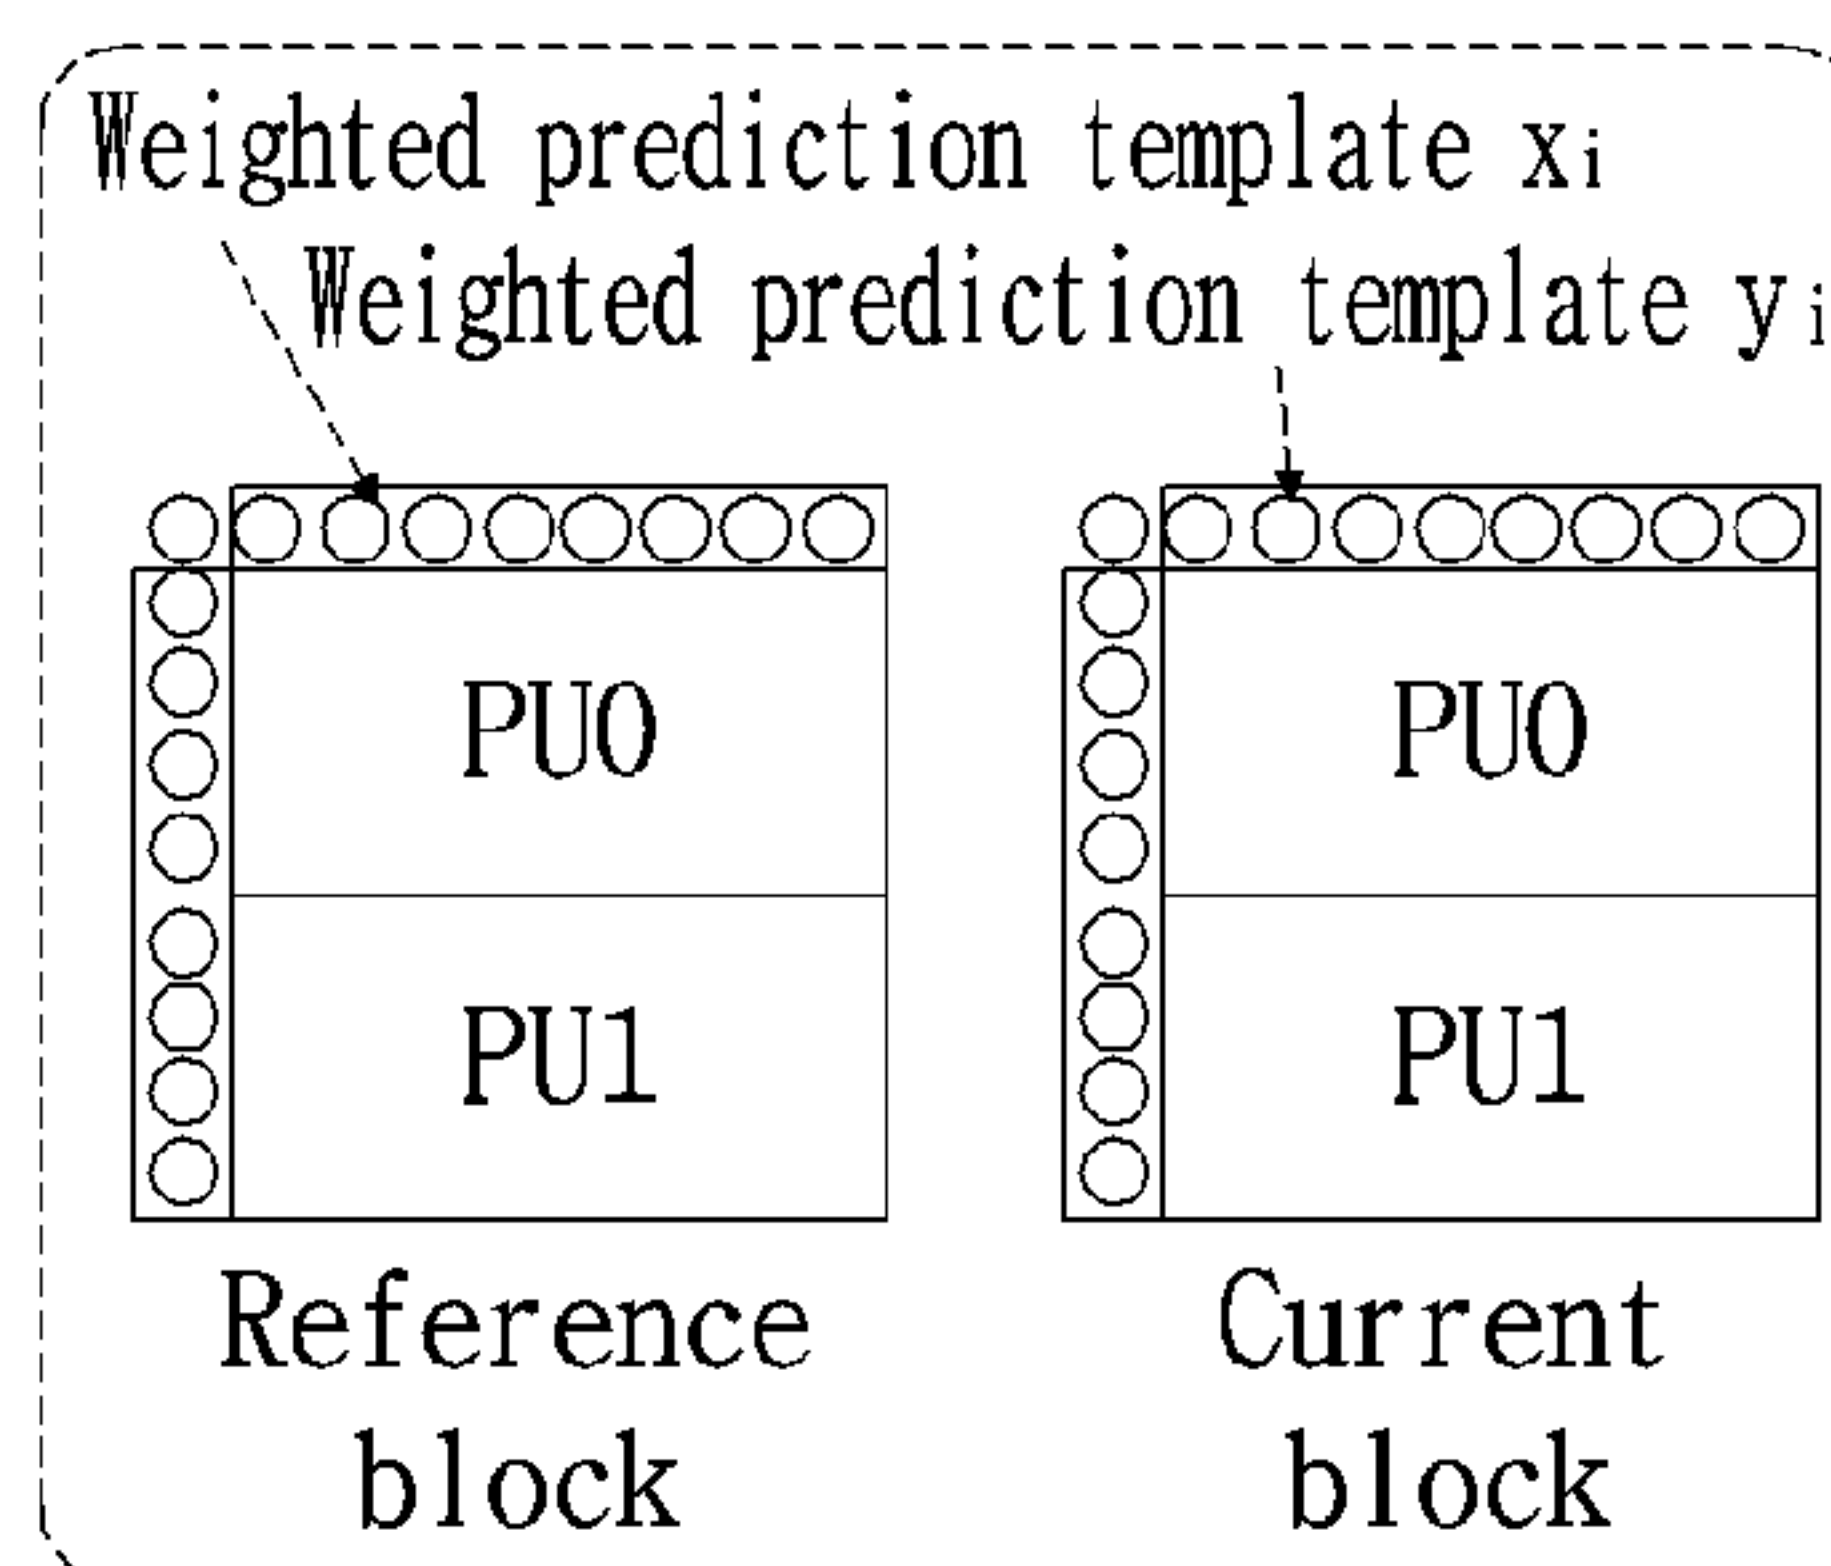 Weighted prediction template xi
Weighted prediction template yi
PU0 PU0
PU1 PU1
Reference Current
block block